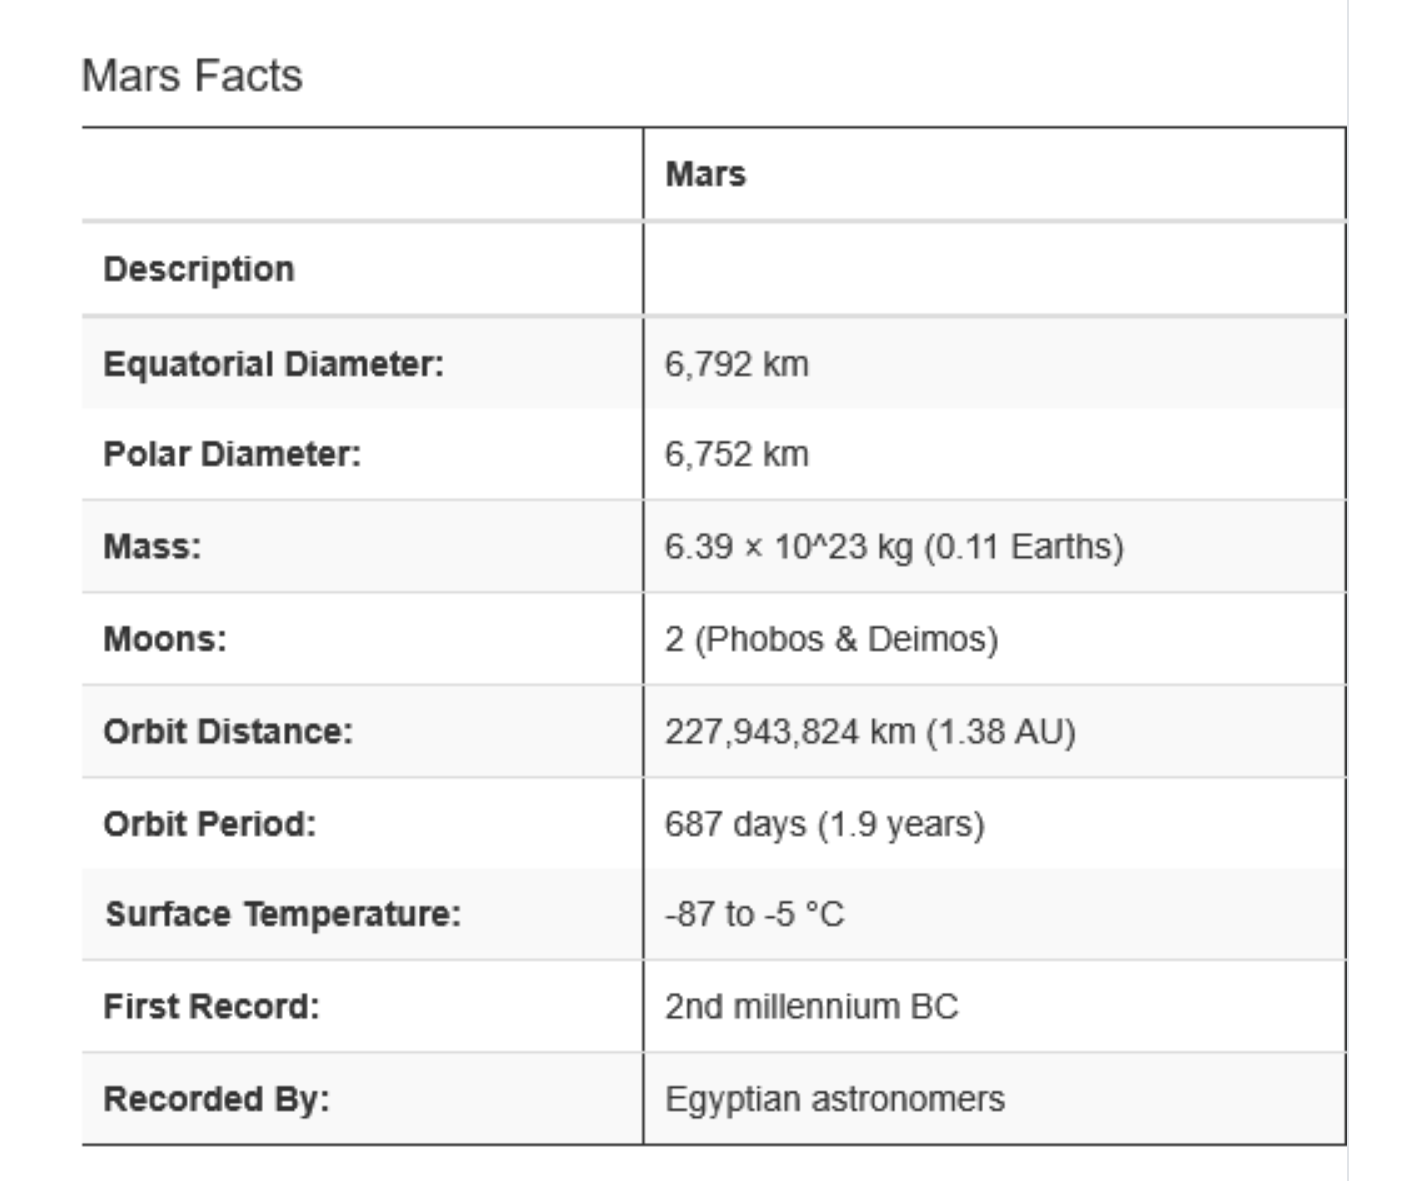 Mars Facts
Mars
Description
Equatorial Diameter: 6,792 km
Polar Diameter: 6,752 km
Mass: 6.39 × 10^23 kg (0.11 Earths)
Moons: 2 (Phobos & Deimos)
Orbit Distance: 227,943,824 km (1.38 AU)
Orbit Period: 687 days (1.9 years)
Surface Temperature: -87 to -5 °C
First Record: 2nd millennium BC
Recorded By: Egyptian astronomers